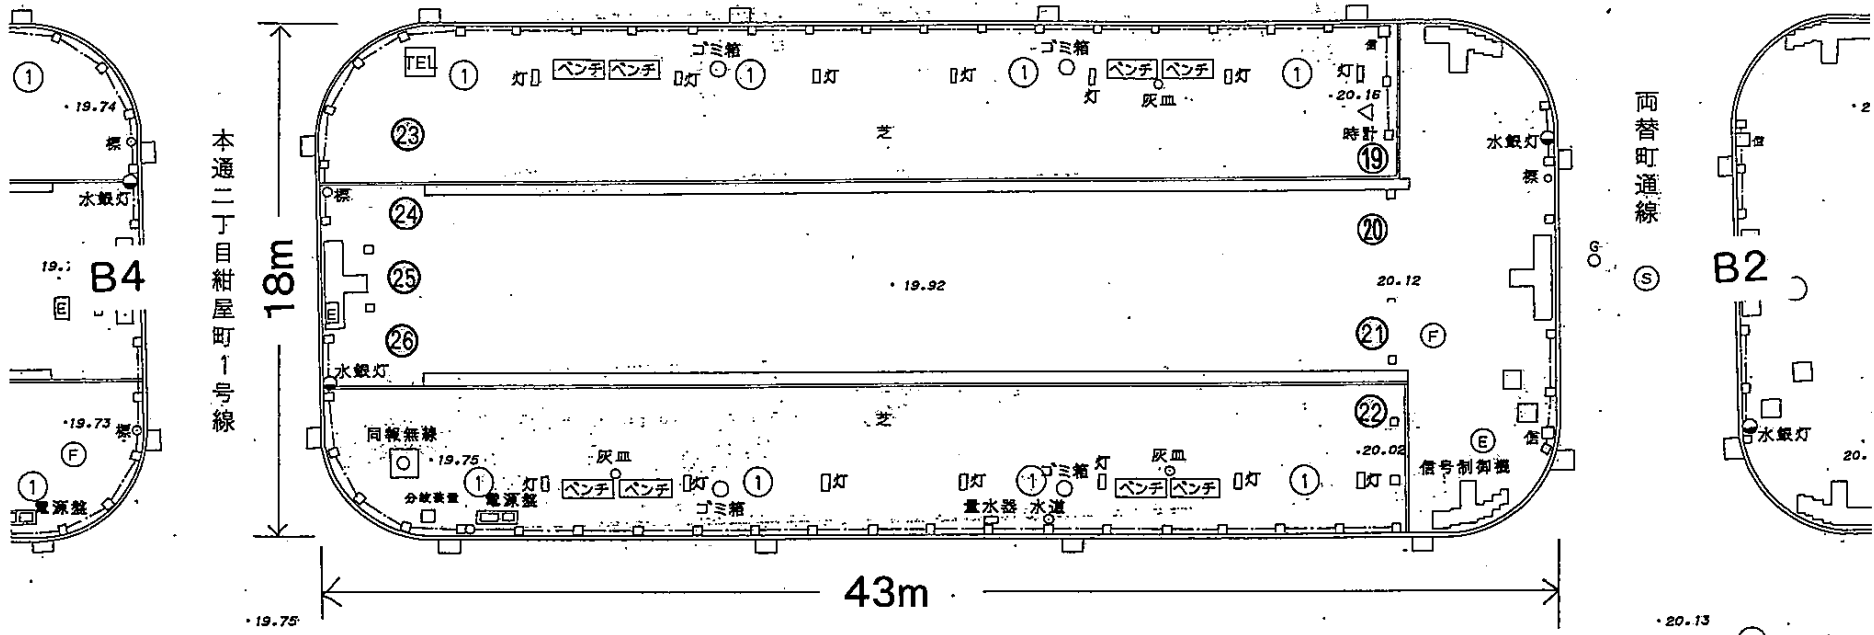 ①
19.74
標
水銀灯
B4
E
19.73
標
F
①
電源盤
本通二丁目紺屋町1号線
18m
TEL
①
灯
ベンチ
ベンチ
灯
ゴミ箱
①
灯
灯
①
ゴミ箱
灯
ベンチ
ベンチ
灰皿
灯
①
灯
20.16
時計
芝
㉓
⑲
標
㉔
⑳
㉕
E
19.92
20.12
㉖
㉑
F
水銀灯
芝
㉒
同報無線
19.75
灰皿
①
灯
ベンチ
ベンチ
灯
ゴミ箱
①
灯
灯
①
ゴミ箱
灯
灰皿
ベンチ
ベンチ
灯
①
灯
20.02
電源盤
量水器
水道
水銀灯
標
信
E
信号制御機
両替町通線
G
S
B2
水銀灯
43m
19.75
20.13